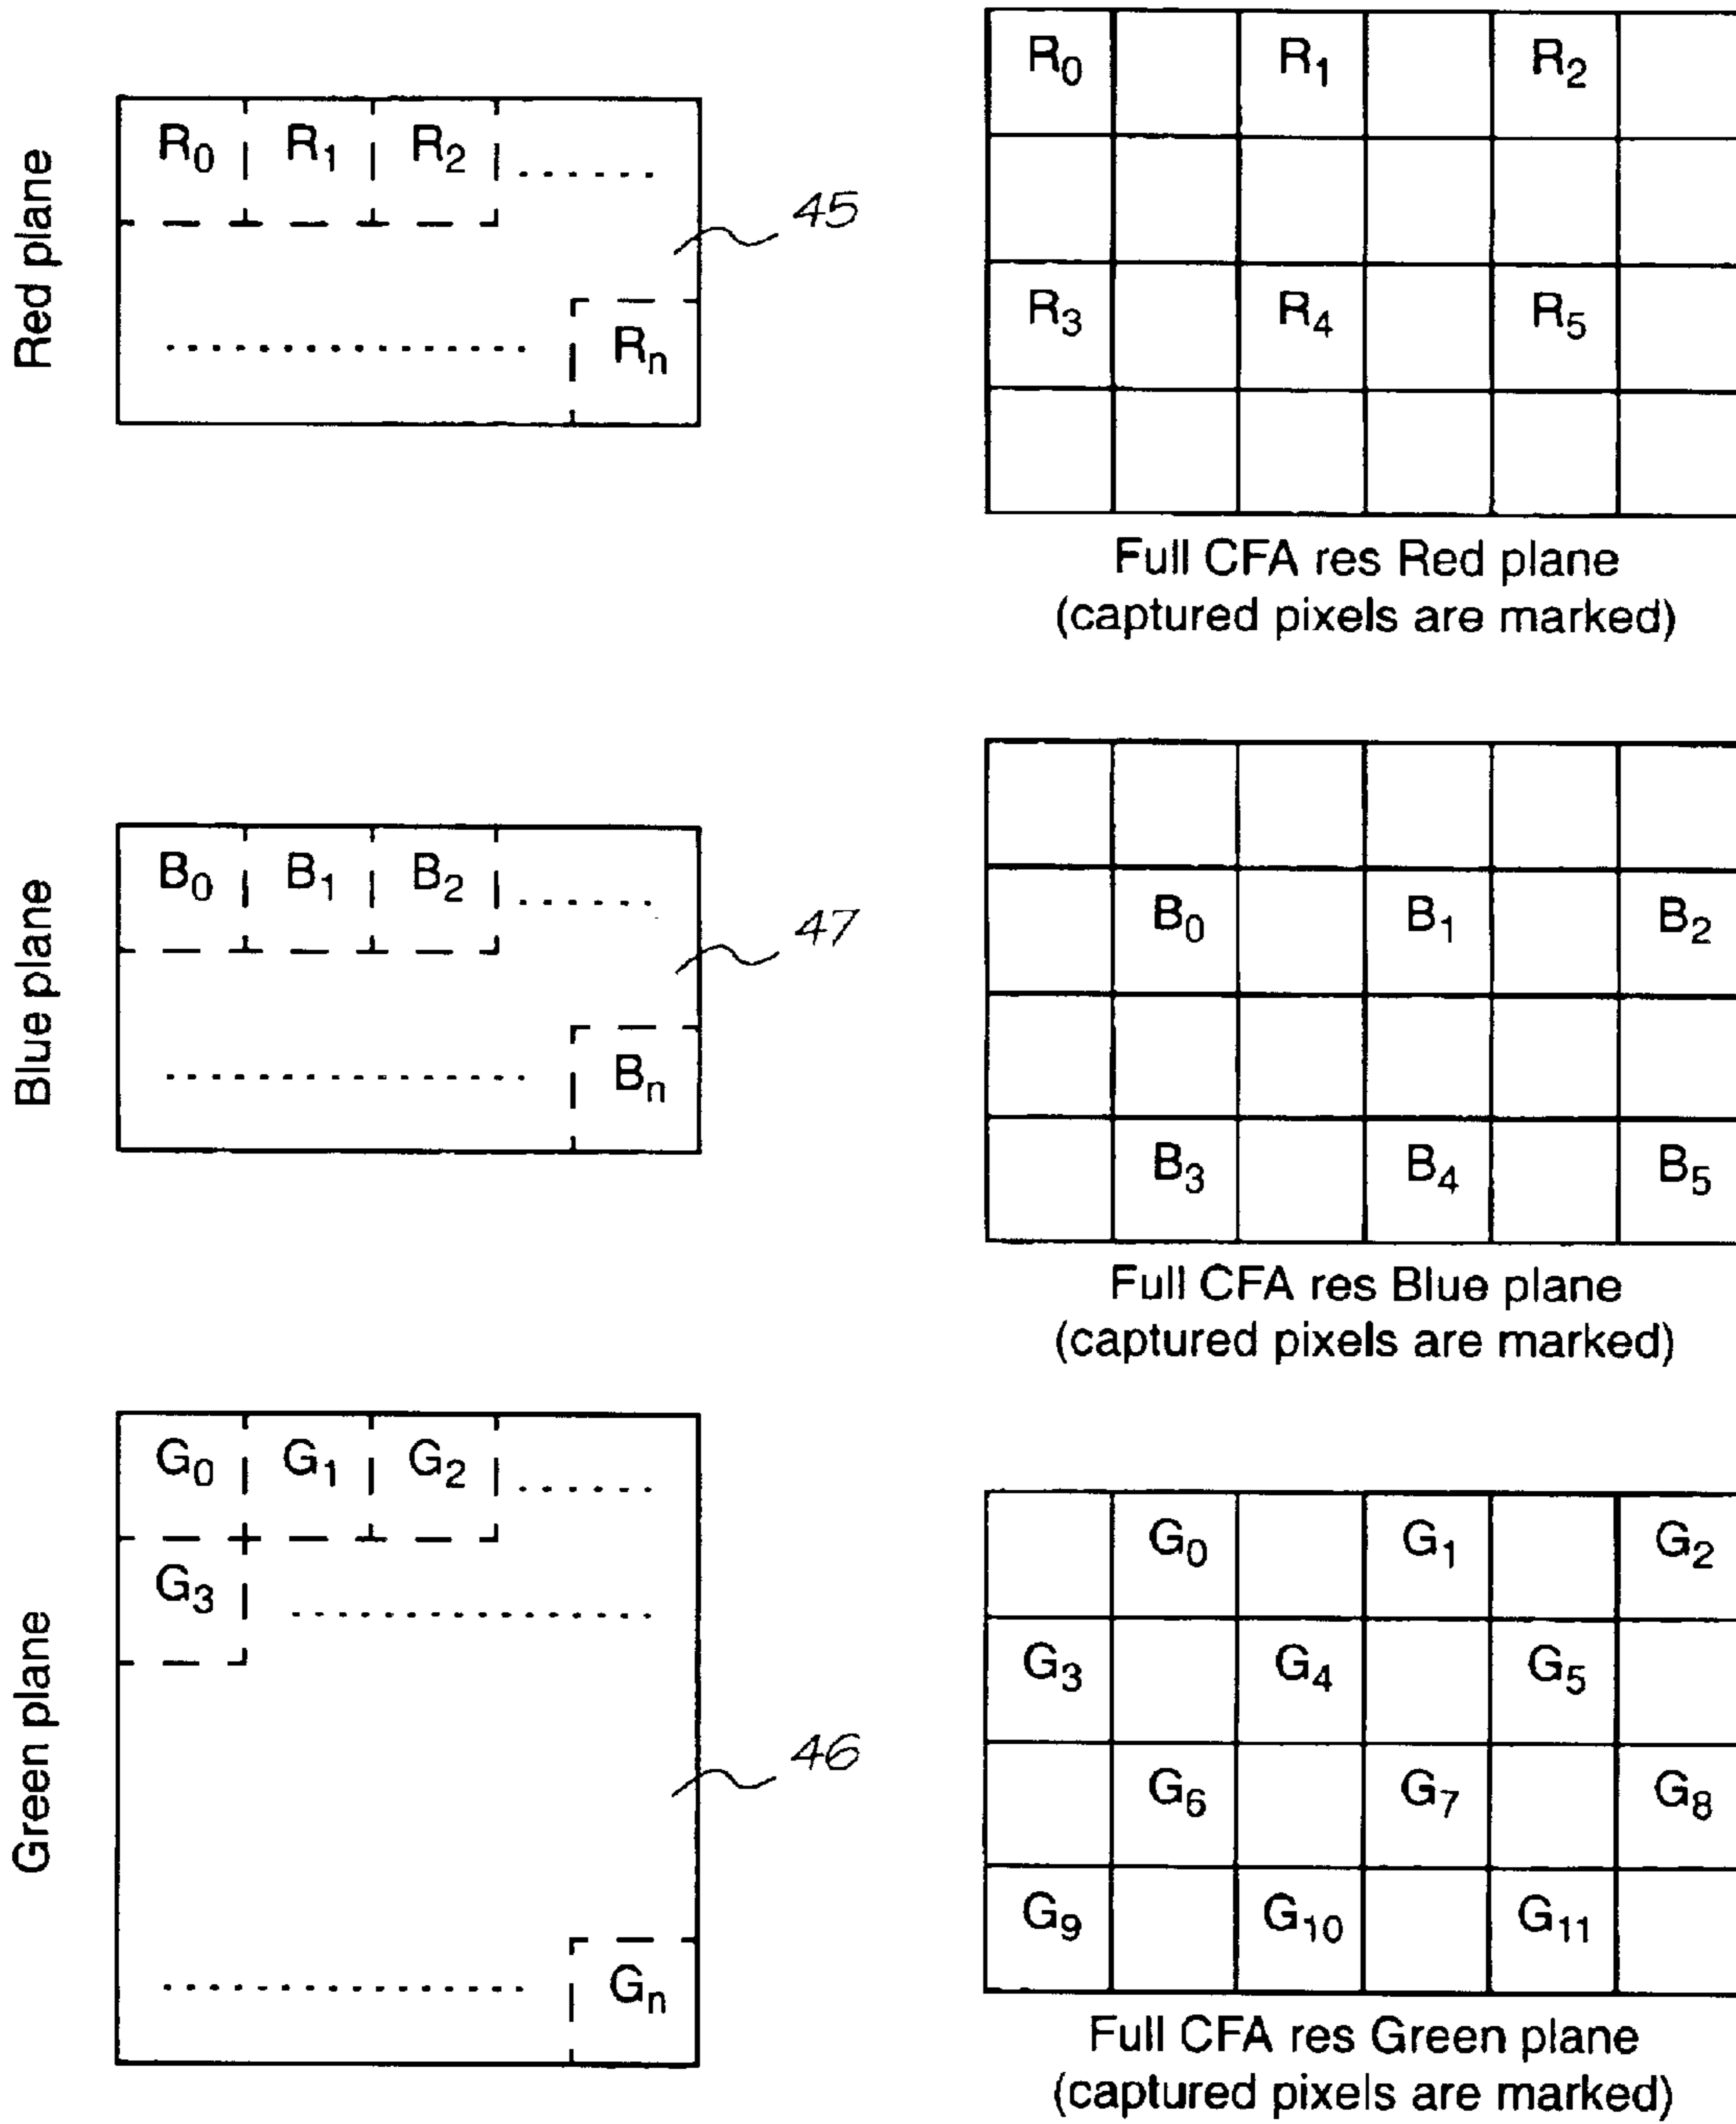 Red plane
R0 R1 R2 .......
45
............... Rn
R0 R1 R2
R3 R4 R5
Full CFA res Red plane
(captured pixels are marked)
Blue plane
B0 B1 B2 .......
47
............... Bn
B0 B1 B2
B3 B4 B5
Full CFA res Blue plane
(captured pixels are marked)
Green plane
G0 G1 G2 .......
G3 ...............
46
............... Gn
G0 G1 G2
G3 G4 G5
G6 G7 G8
G9 G10 G11
Full CFA res Green plane
(captured pixels are marked)